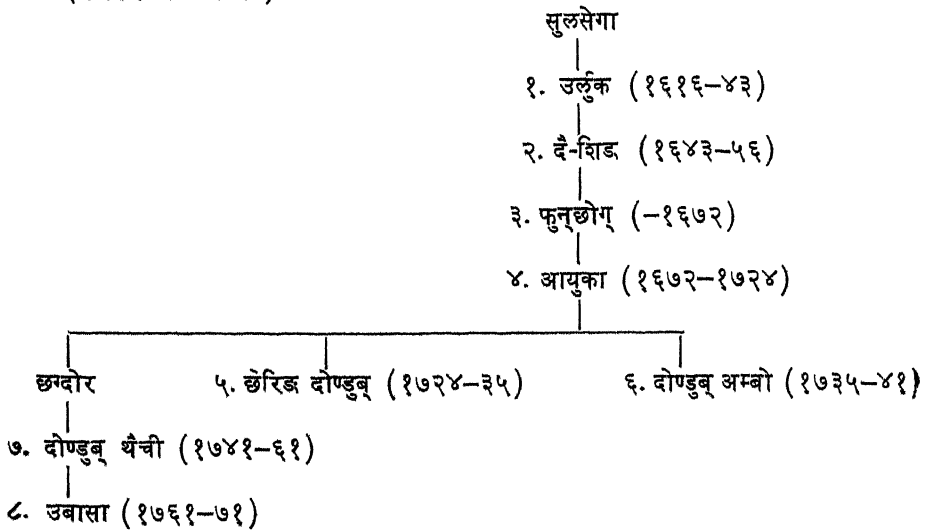 सुलसेगा
१. उर्लुक (१६१६–४३)
२. दै-शिङ (१६४३–५६)
३. फुन्‌छोग् (–१६७२)
४. आयुका (१६७२–१७२४)
छग्दोर ५. छेरिङ दोण्डुब् (१७२४–३५) ६. दोण्डुब् अम्बो (१७३५–४१)
७. दोण्डुब् थैची (१७४१–६१)
८. उबासा (१७६१–७१)